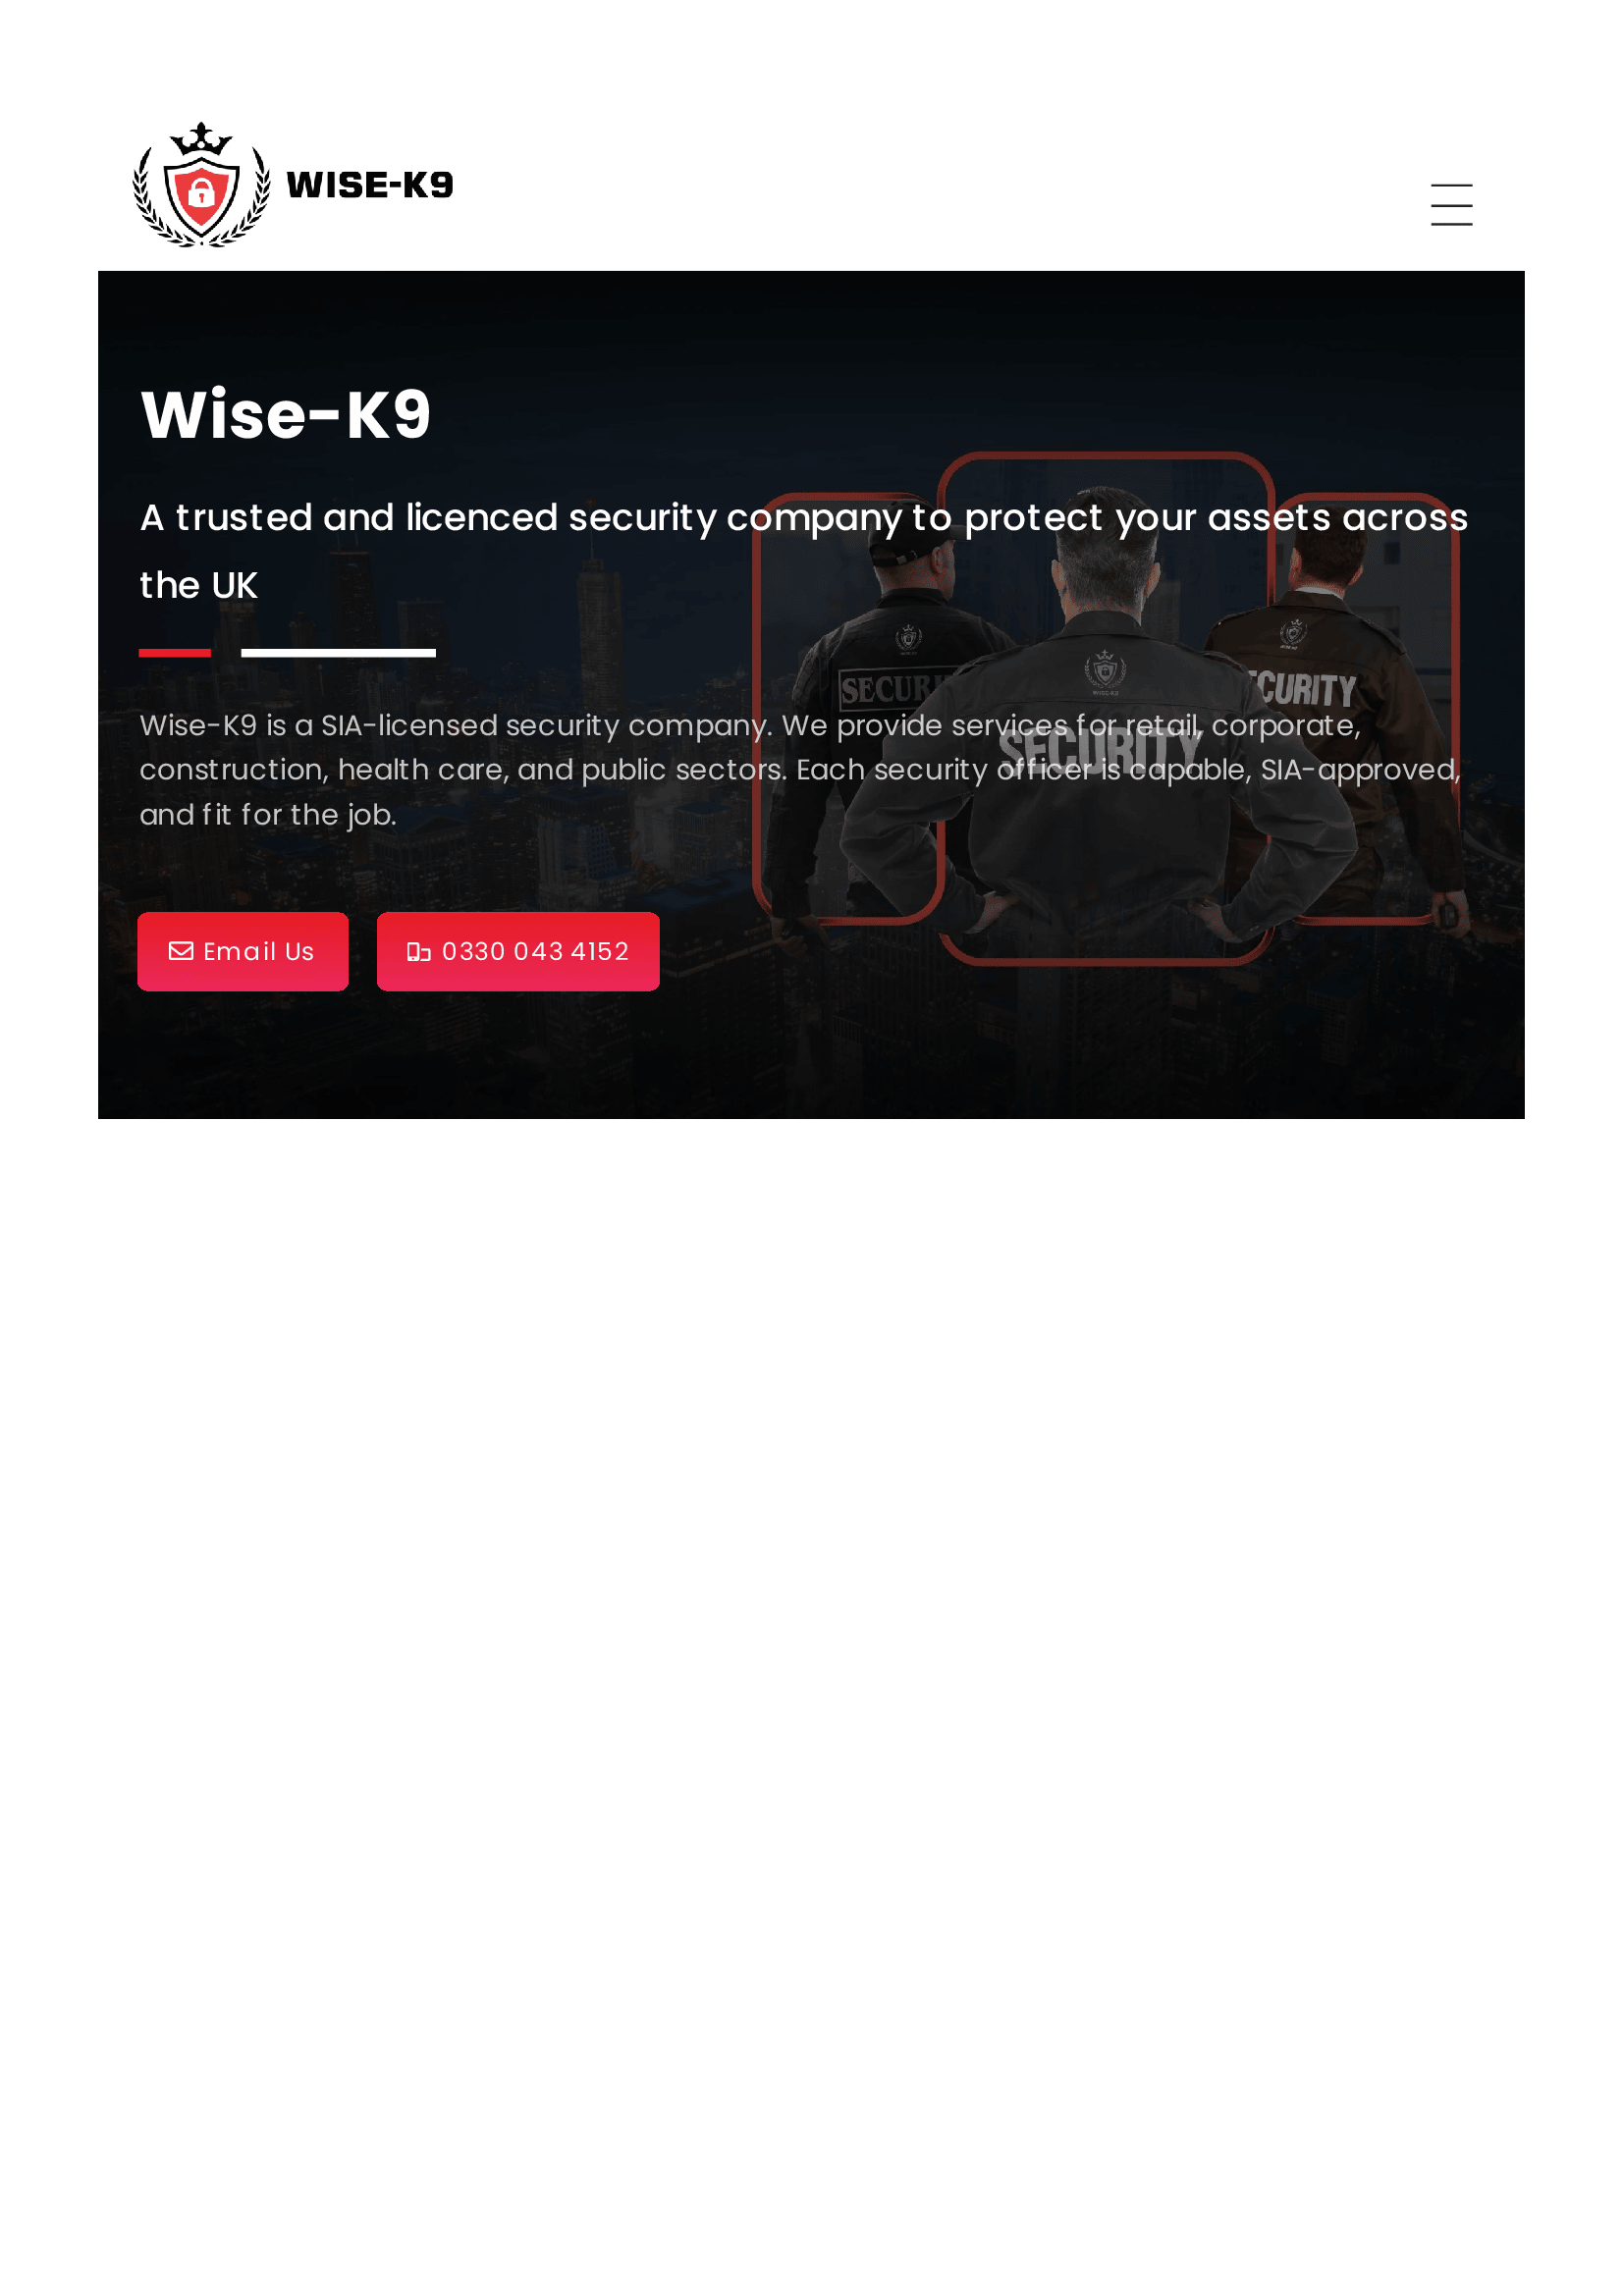 WISE-K9
Wise-K9
A trusted and licenced security company to protect your assets across
the UK
Wise-K9 is a SIA-licensed security company. We provide services for retail, corporate,
construction, health care, and public sectors. Each security officer is capable, SIA-approved,
and fit for the job.
SECURI
SECURITY
CURITY
Email Us
0330 043 4152